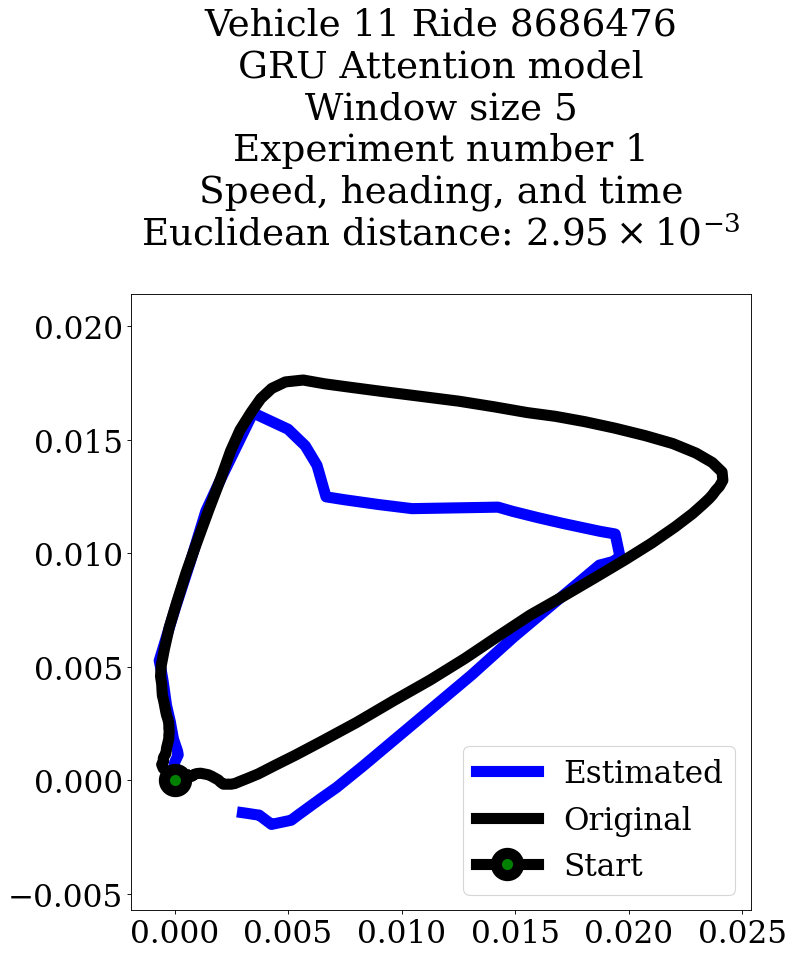 Vehicle 11 Ride 8686476
GRU Attention model
Window size 5
Experiment number 1
Speed, heading, and time
Euclidean distance: 2.95 × 10⁻³
0.020
0.015
0.010
0.005
0.000
−0.005
0.000 0.005 0.010 0.015 0.020 0.025
Estimated
Original
Start